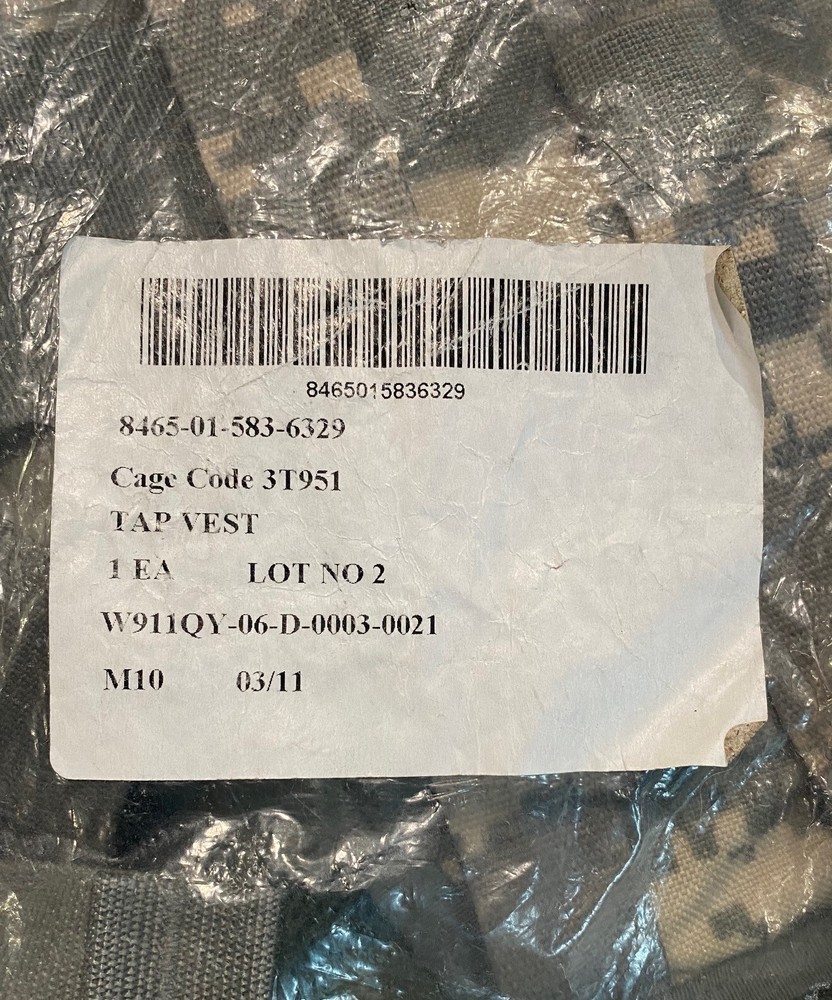 8465015836329
8465-01-583-6329
Cage Code 3T951
TAP VEST
1 EA LOT NO 2
W911QY-06-D-0003-0021
M10 03/11